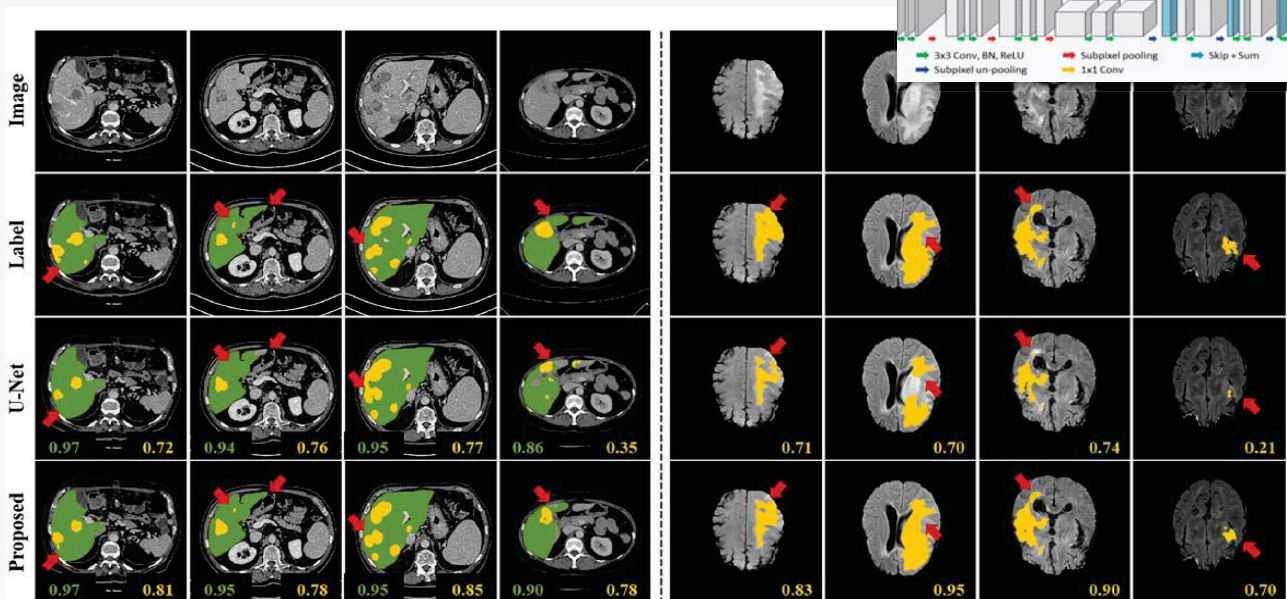 3x3 Conv, BN, ReLU Subpixel pooling Skip + Sum
Subpixel un-pooling 1x1 Conv
Image
Label
U-Net
0.97 0.72 0.94 0.76 0.95 0.77 0.86 0.35 0.71 0.70 0.74 0.21
Proposed
0.97 0.81 0.95 0.78 0.95 0.85 0.90 0.78 0.83 0.95 0.90 0.70